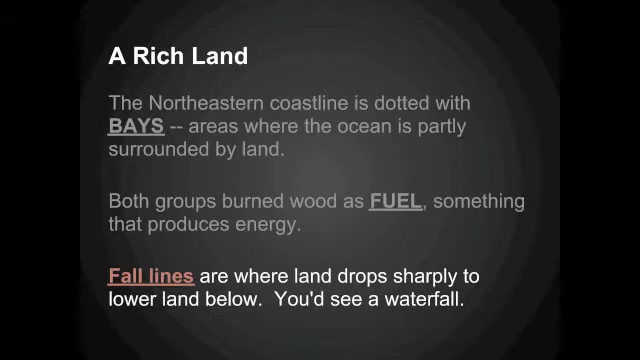 A Rich Land
The Northeastern coastline is dotted with
BAYS -- areas where the ocean is partly
surrounded by land.
Both groups burned wood as FUEL, something
that produces energy.
Fall lines are where land drops sharply to
lower land below.  You'd see a waterfall.